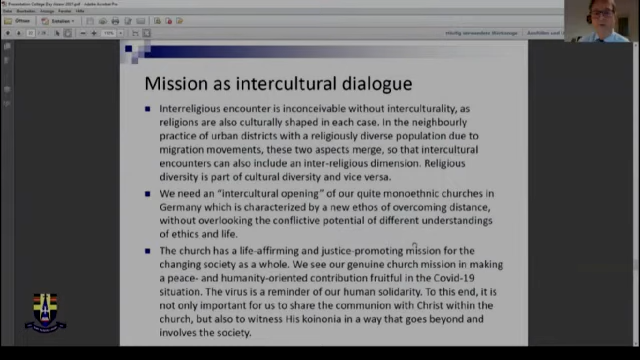 Mission as intercultural dialogue
Interreligious encounter is inconceivable without interculturality, as
religions are also culturally shaped in each case. In the neighbourly
practice of urban districts with a religiously diverse population due to
migration movements, these two aspects merge, so that intercultural
encounters can also include an inter-religious dimension. Religious
diversity is part of cultural diversity and vice versa.
We need an "intercultural opening" of our quite monoethnic churches in
Germany which is characterized by a new ethos of overcoming distance,
without overlooking the conflictive potential of different understandings
of ethics and life.
The church has a life-affirming and justice-promoting mission for the
changing society as a whole. We see our genuine church mission in making
a peace- and humanity-oriented contribution fruitful in the Covid-19
situation. The virus is a reminder of our human solidarity. To this end, it is
not only important for us to share the communion with Christ within the
church, but also to witness His koinonia in a way that goes beyond and
involves the society.